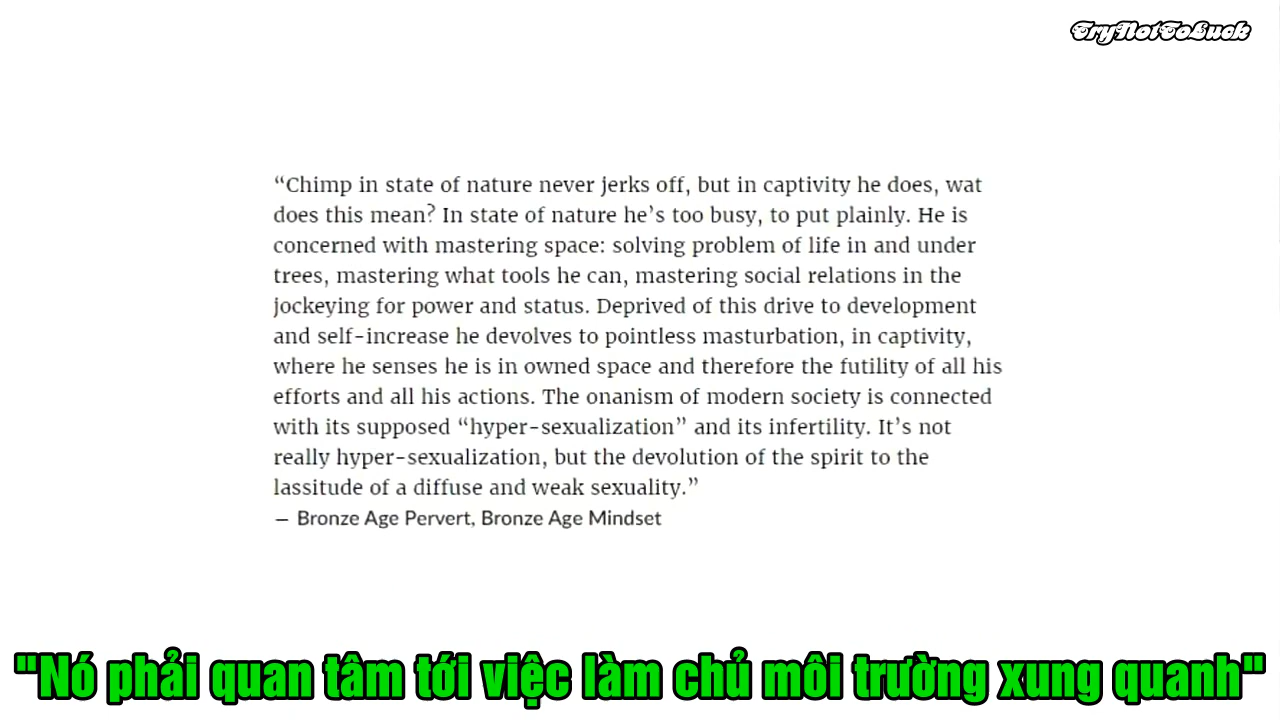 TryNotToLuck
“Chimp in state of nature never jerks off, but in captivity he does, wat
does this mean? In state of nature he’s too busy, to put plainly. He is
concerned with mastering space: solving problem of life in and under
trees, mastering what tools he can, mastering social relations in the
jockeying for power and status. Deprived of this drive to development
and self-increase he devolves to pointless masturbation, in captivity,
where he senses he is in owned space and therefore the futility of all his
efforts and all his actions. The onanism of modern society is connected
with its supposed “hyper-sexualization” and its infertility. It’s not
really hyper-sexualization, but the devolution of the spirit to the
lassitude of a diffuse and weak sexuality.”
― Bronze Age Pervert, Bronze Age Mindset
"Nó phải quan tâm tới việc làm chủ môi trường xung quanh"